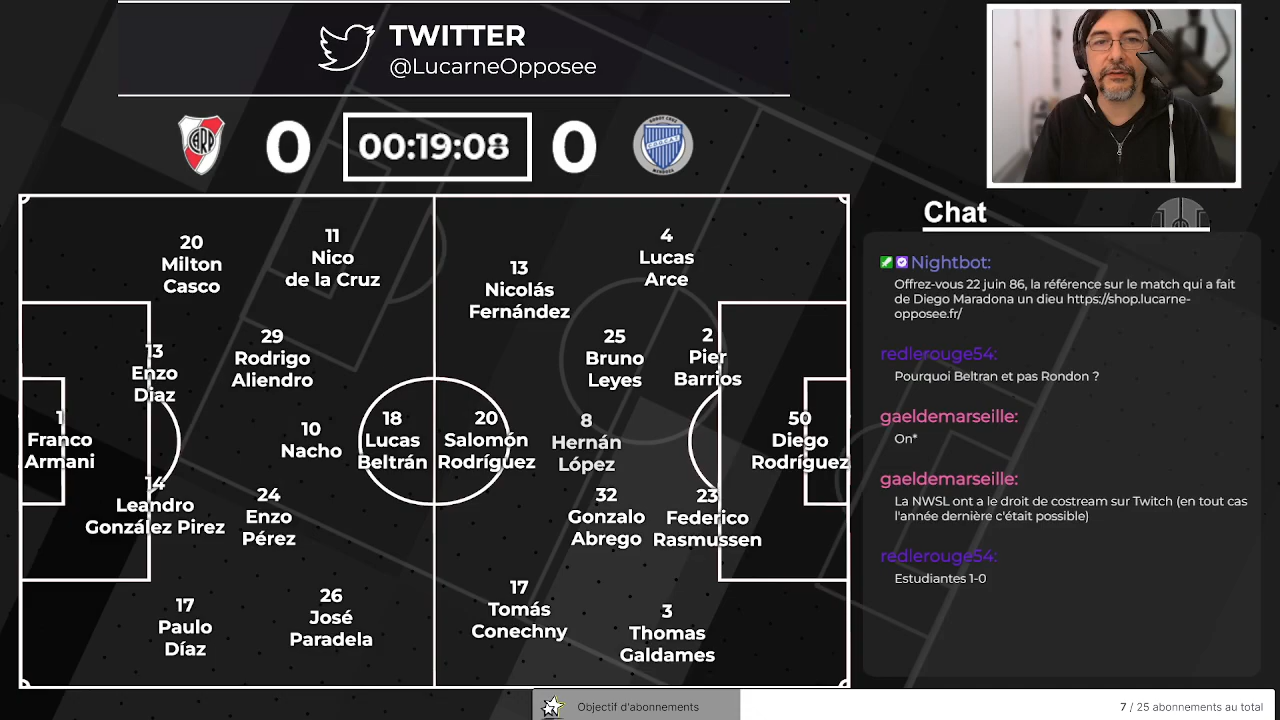 TWITTER
@LucarneOpposee
0
00:19:08
0
Chat
20
Milton
Casco
11
Nico
de la Cruz
13
Enzo
Diaz
29
Rodrigo
Aliendro
1
Franco
Armani
10
Nacho
18
Lucas
Beltrán
14
Leandro
González Pirez
24
Enzo
Pérez
17
Paulo
Díaz
26
José
Paradela
13
Nicolás
Fernández
4
Lucas
Arce
25
Bruno
Leyes
2
Pier
Barrios
20
Salomón
Rodríguez
8
Hernán
López
50
Diego
Rodríguez
32
Gonzalo
Abrego
23
Federico
Rasmussen
17
Tomás
Conechny
3
Thomas
Galdames
Nightbot:
Offrez-vous 22 juin 86, la référence sur le match qui a fait
de Diego Maradona un dieu https://shop.lucarne-
opposee.fr/
redlerouge54:
Pourquoi Beltran et pas Rondon ?
gaeldemarseille:
On*
gaeldemarseille:
La NWSL ont a le droit de costream sur Twitch (en tout cas
l'année dernière c'était possible)
redlerouge54:
Estudiantes 1-0
Objectif d'abonnements
7 / 25 abonnements au total